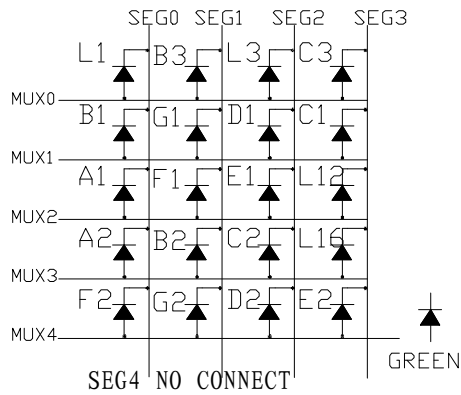 SEG0 SEG1 SEG2 SEG3
L1 B3 L3 C3
MUX0
B1 G1 D1 C1
MUX1
A1 F1 E1 L12
MUX2
A2 B2 C2 L16
MUX3
F2 G2 D2 E2
MUX4
GREEN
SEG4 NO CONNECT